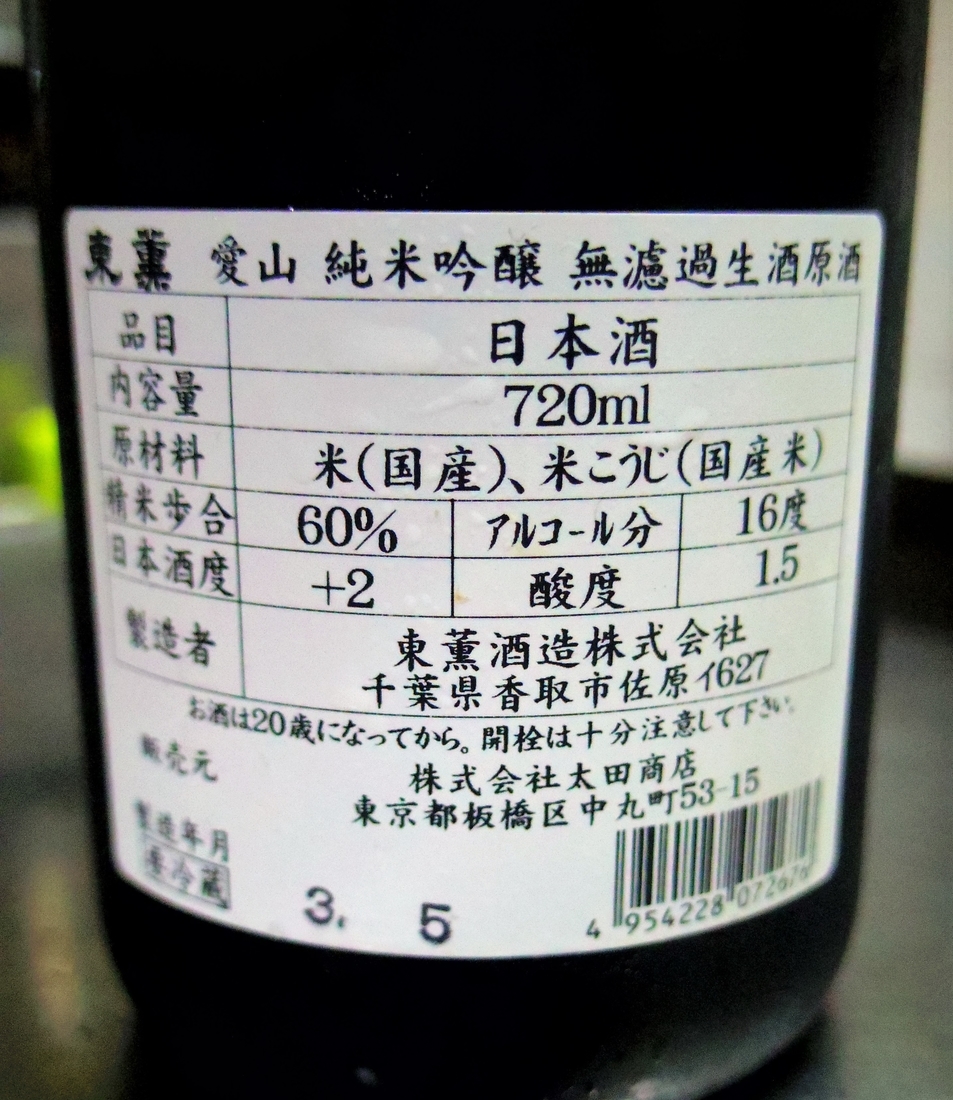 東薫 愛山 純米吟醸 無濾過生酒原酒
品目 日本酒
内容量 720ml
原材料 米(国産)、米こうじ(国産米)
精米歩合 60% アルコール分 16度
日本酒度 +2 酸度 1.5
製造者 東薫酒造株式会社
千葉県香取市佐原イ627
お酒は20歳になってから。開栓は十分注意して下さい。
販売元 株式会社太田商店
東京都板橋区中丸町53-15
製造年月
要冷蔵
3. 5
4 954228 072676